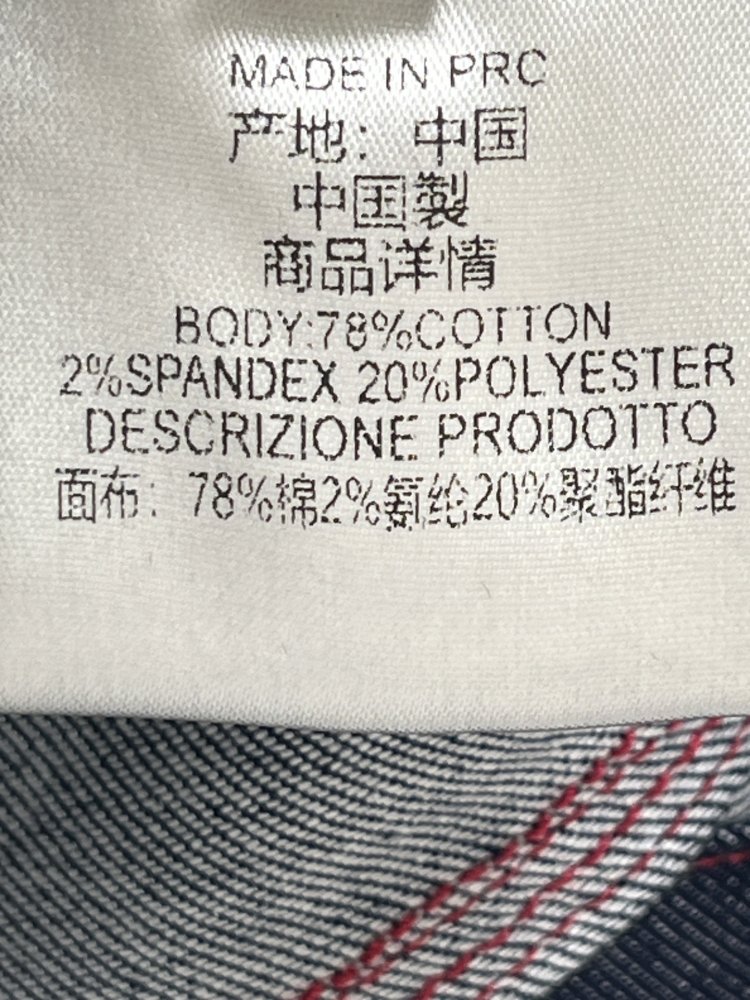 MADE IN PRC
产地：中国
中国製
商品详情
BODY:78%COTTON
2%SPANDEX 20%POLYESTER
DESCRIZIONE PRODOTTO
面布：78%棉2%氨纶20%聚酯纤维